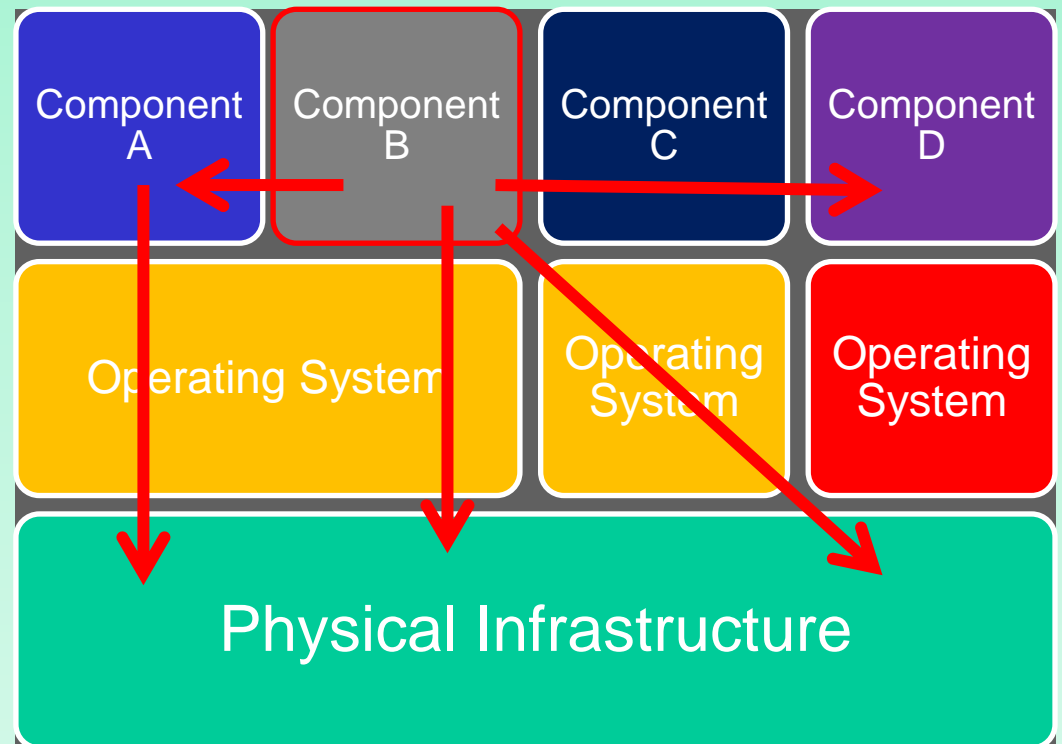 Component
A
Component
B
Component
C
Component
D
Operating System
Operating
System
Operating
System
Physical Infrastructure